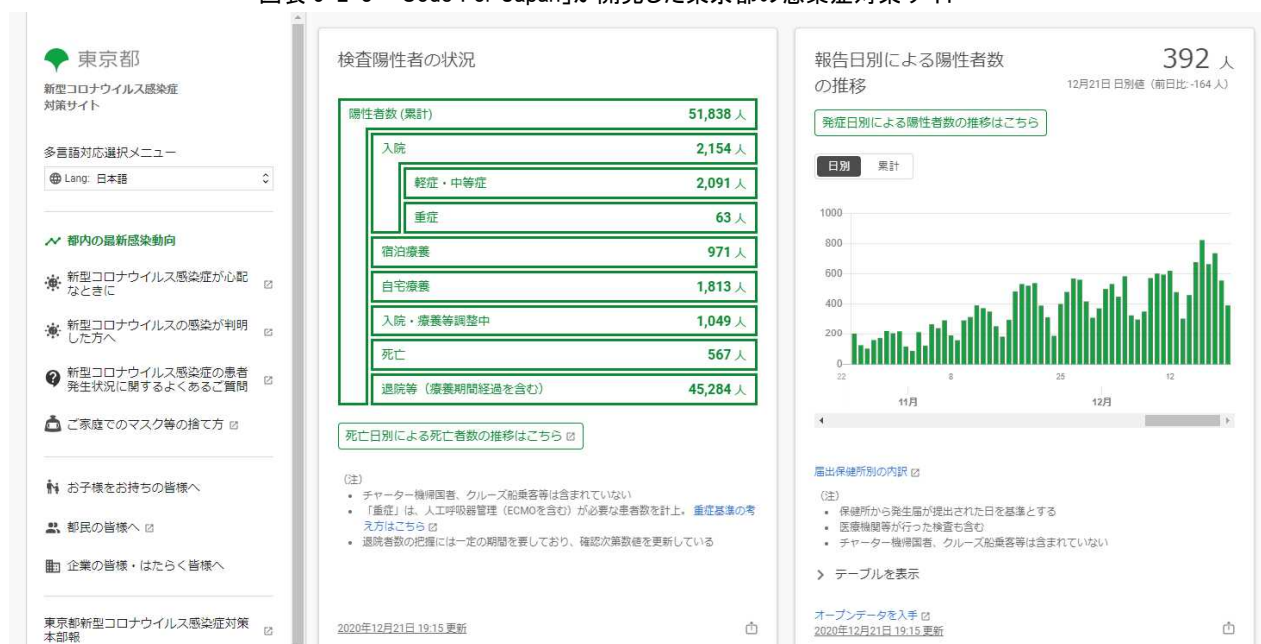 東京都
新型コロナウイルス感染症
対策サイト
多言語対応選択メニュー
Lang: 日本語
都内の最新感染動向
新型コロナウイルス感染症が心配
なときに
新型コロナウイルスの感染が判明
した方へ
新型コロナウイルス感染症の患者
発生状況に関するよくあるご質問
ご家庭でのマスク等の捨て方
お子様をお持ちの皆様へ
都民の皆様へ
企業の皆様・はたらく皆様へ
東京都新型コロナウイルス感染症対策
本部報
検査陽性者の状況
陽性者数 (累計) 51,838 人
入院 2,154 人
軽症・中等症 2,091 人
重症 63 人
宿泊療養 971 人
自宅療養 1,813 人
入院・療養等調整中 1,049 人
死亡 567 人
退院等（療養期間経過を含む） 45,284 人
死亡日別による死亡者数の推移はこちら
（注）
• チャーター機帰国者、クルーズ船乗客等は含まれていない
• 「重症」は、人工呼吸器管理（ECMOを含む）が必要な患者数を計上。重症基準の考
え方はこちら
• 退院者数の把握には一定の期間を要しており、確認次第数値を更新している
2020年12月21日 19:15 更新
報告日別による陽性者数
の推移
392 人
12月21日 日別値（前日比: -164 人）
発症日別による陽性者数の推移はこちら
日別 累計
1000
800
600
400
200
0
22 8 25 12
11月 12月
届出保健所別の内訳
（注）
• 保健所から発生届が提出された日を基準とする
• 医療機関等が行った検査も含む
• チャーター機帰国者、クルーズ船乗客等は含まれていない
テーブルを表示
オープンデータを入手
2020年12月21日 19:15 更新